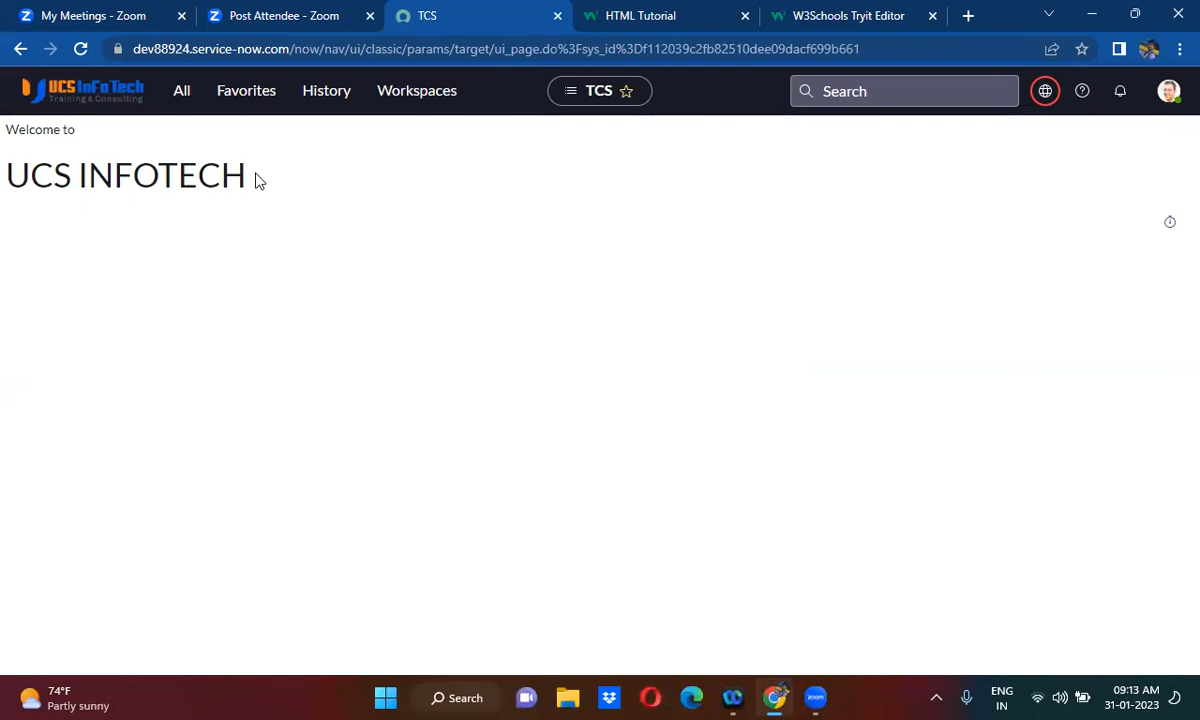 My Meetings - Zoom
Post Attendee - Zoom
TCS
HTML Tutorial
W3Schools Tryit Editor
dev88924.service-now.com/now/nav/ui/classic/params/target/ui_page.do%3Fsys_id%3Df112039c2fb82510dee09dacf699b661
UCS InFoTech
Training & Consulting
All
Favorites
History
Workspaces
TCS
Search
Welcome to
UCS INFOTECH
74°F
Partly sunny
Search
zoom
ENG
IN
09:13 AM
31-01-2023